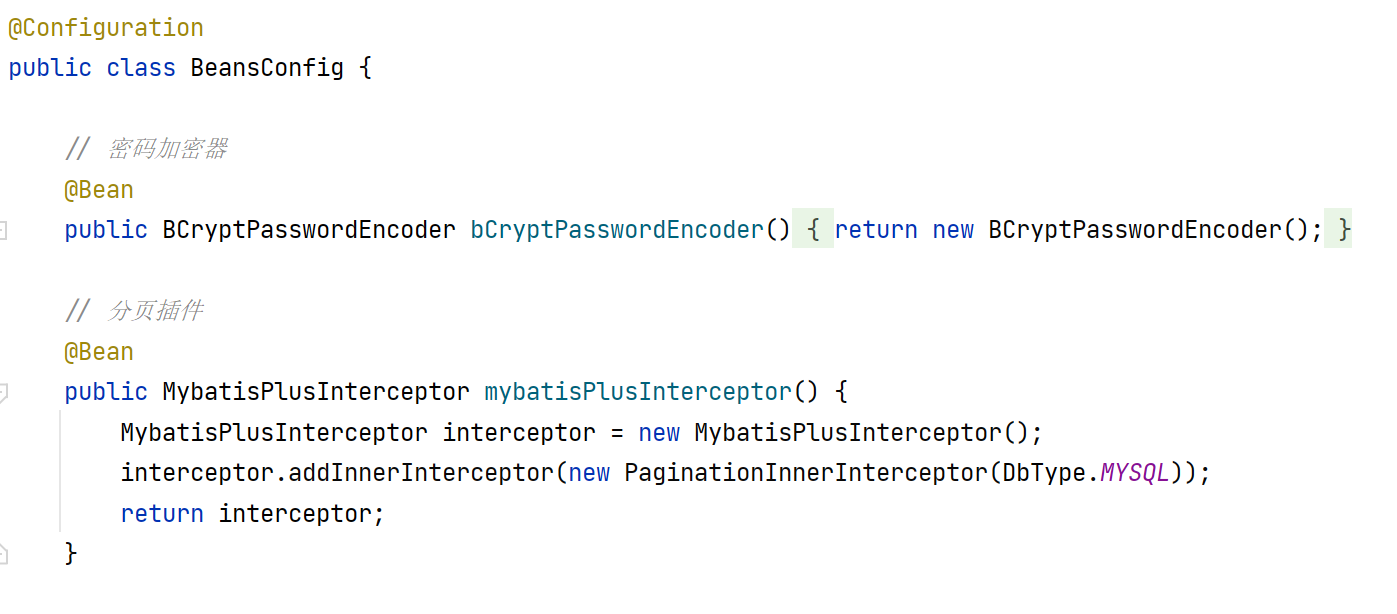 @Configuration
public class BeansConfig {
// 密码加密器
@Bean
public BCryptPasswordEncoder bCryptPasswordEncoder() { return new BCryptPasswordEncoder(); }
// 分页插件
@Bean
public MybatisPlusInterceptor mybatisPlusInterceptor() {
MybatisPlusInterceptor interceptor = new MybatisPlusInterceptor();
interceptor.addInnerInterceptor(new PaginationInnerInterceptor(DbType.MYSQL));
return interceptor;
}